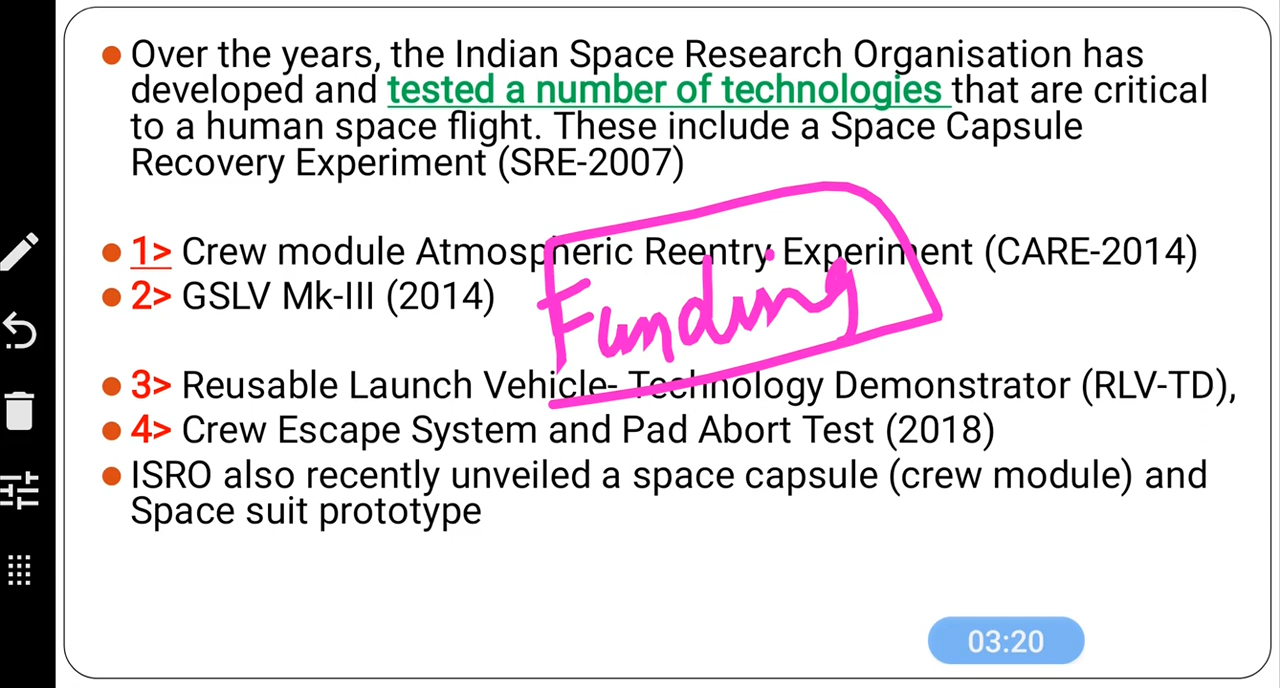 Over the years, the Indian Space Research Organisation has
developed and tested a number of technologies that are critical
to a human space flight. These include a Space Capsule
Recovery Experiment (SRE-2007)
1> Crew module Atmospheric Reentry Experiment (CARE-2014)
2> GSLV Mk-III (2014)
Funding
3> Reusable Launch Vehicle- Technology Demonstrator (RLV-TD),
4> Crew Escape System and Pad Abort Test (2018)
ISRO also recently unveiled a space capsule (crew module) and
Space suit prototype
03:20